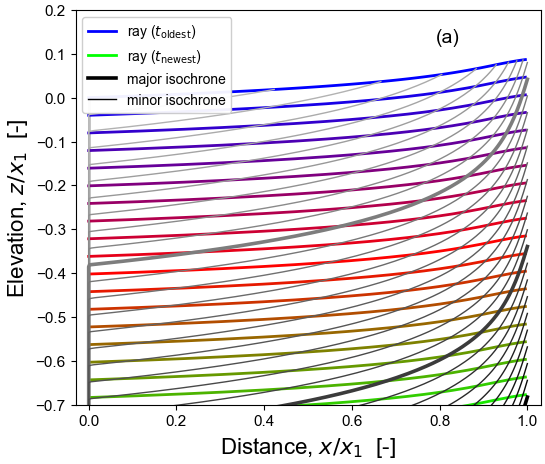 0.2
0.1
0.0
−0.1
−0.2
−0.3
−0.4
−0.5
−0.6
−0.7
Elevation, z/x₁ [-]
ray (t_oldest)
ray (t_newest)
major isochrone
minor isochrone
(a)
0.0 0.2 0.4 0.6 0.8 1.0
Distance, x/x₁ [-]